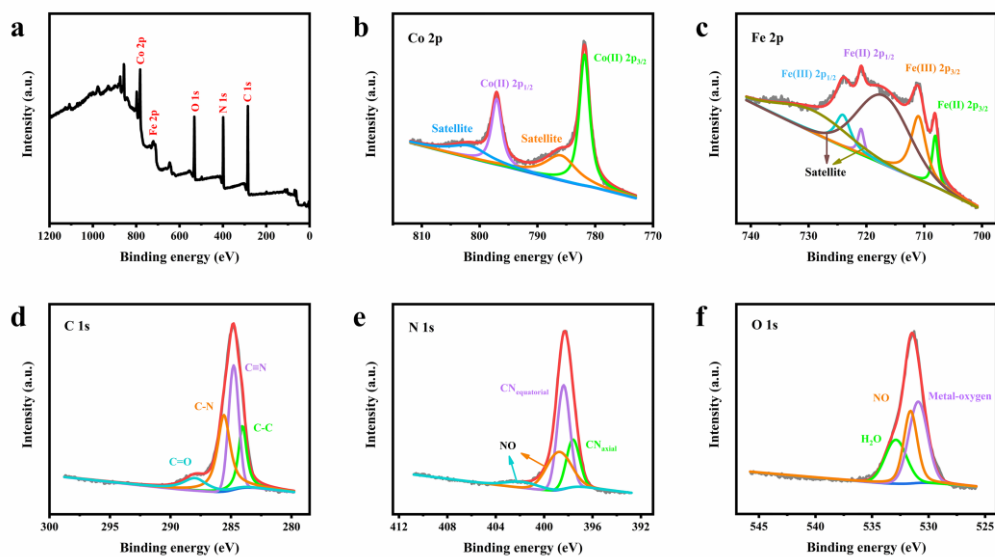 a
Co 2p
Fe 2p
O 1s
N 1s
C 1s
Intensity (a.u.)
1200 1000 800 600 400 200 0
Binding energy (eV)
b
Co 2p
Co(II) 2p1/2
Co(II) 2p3/2
Satellite
Satellite
Intensity (a.u.)
810 800 790 780 770
Binding energy (eV)
c
Fe 2p
Fe(III) 2p1/2
Fe(II) 2p1/2
Fe(III) 2p3/2
Fe(II) 2p3/2
Satellite
Intensity (a.u.)
740 730 720 710 700
Binding energy (eV)
d
C 1s
C≡N
C-N
C-C
C=O
Intensity (a.u.)
300 295 290 285 280
Binding energy (eV)
e
N 1s
CNequatorial
NO
CNaxial
Intensity (a.u.)
412 408 404 400 396 392
Binding energy (eV)
f
O 1s
NO
Metal-oxygen
H2O
Intensity (a.u.)
545 540 535 530 525
Binding energy (eV)